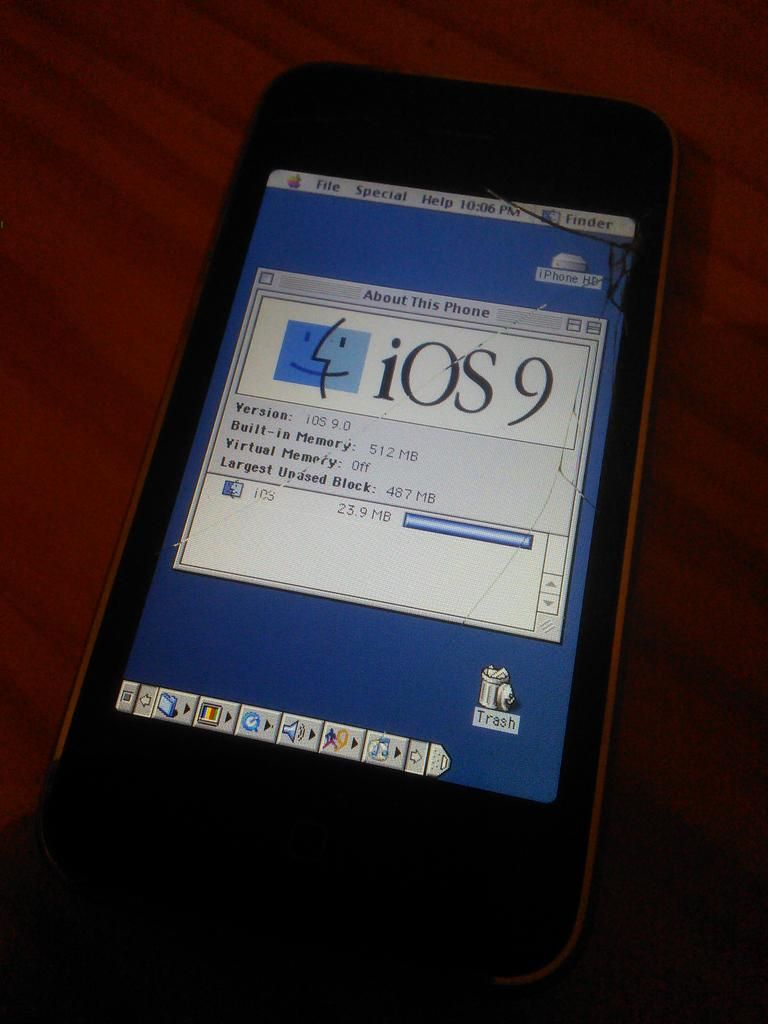 File Special Help 10:06 PM Finder
iPhone HD
About This Phone
iOS 9
Version: iOS 9.0
Built-in Memory: 512 MB
Virtual Memory: Off
Largest Unused Block: 487 MB
iOS 23.9 MB
Trash